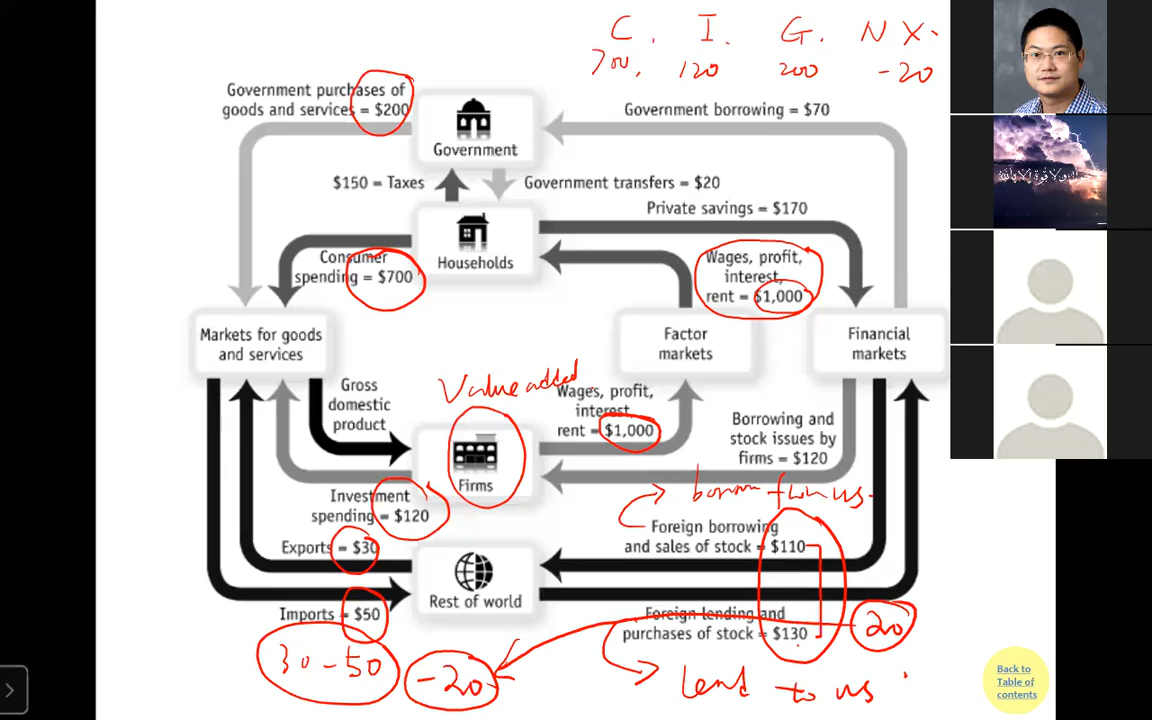 C. I. G. NX.
700. 120 200 -20
Government purchases of
goods and services = $200
Government
Government borrowing = $70
$150 = Taxes
Government transfers = $20
Private savings = $170
Households
Consumer
spending = $700
Wages, profit,
interest,
rent = $1,000
Markets for goods
and services
Factor
markets
Financial
markets
Gross
domestic
product
Value added
Wages, profit,
interest,
rent = $1,000
Borrowing and
stock issues by
firms = $120
Firms
Investment
spending = $120
borrow from us.
Foreign borrowing
and sales of stock = $110
Exports = $30
Rest of world
Imports = $50
Foreign lending and
purchases of stock = $130
20
30-50
-20
lend to us
Back to
Table of
contents